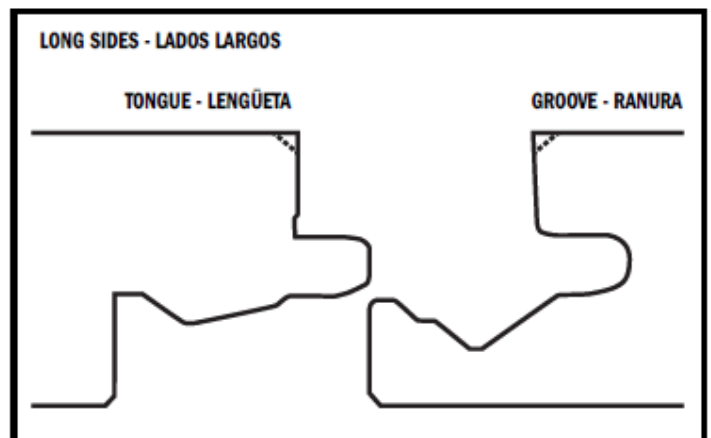 LONG SIDES - LADOS LARGOS
TONGUE - LENGÜETA
GROOVE - RANURA